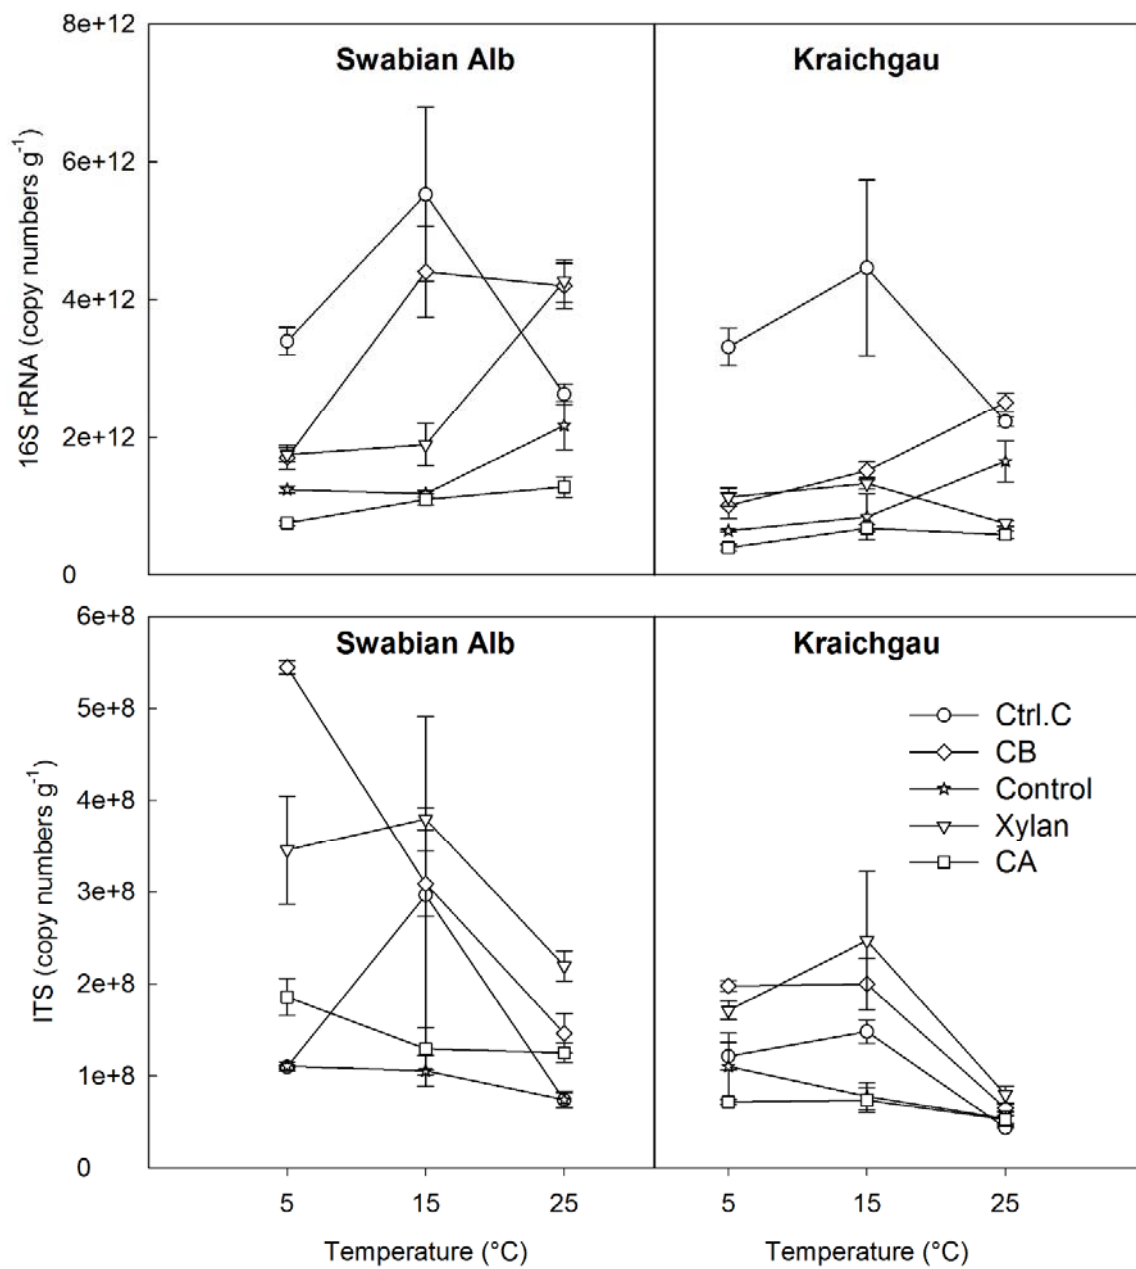 8e+12
Swabian Alb
Kraichgau
6e+12
4e+12
2e+12
0
16S rRNA (copy numbers g⁻¹)
6e+8
Swabian Alb
Kraichgau
5e+8
4e+8
3e+8
2e+8
1e+8
0
ITS (copy numbers g⁻¹)
Ctrl.C
CB
Control
Xylan
CA
5 15 25 5 15 25
Temperature (°C) Temperature (°C)